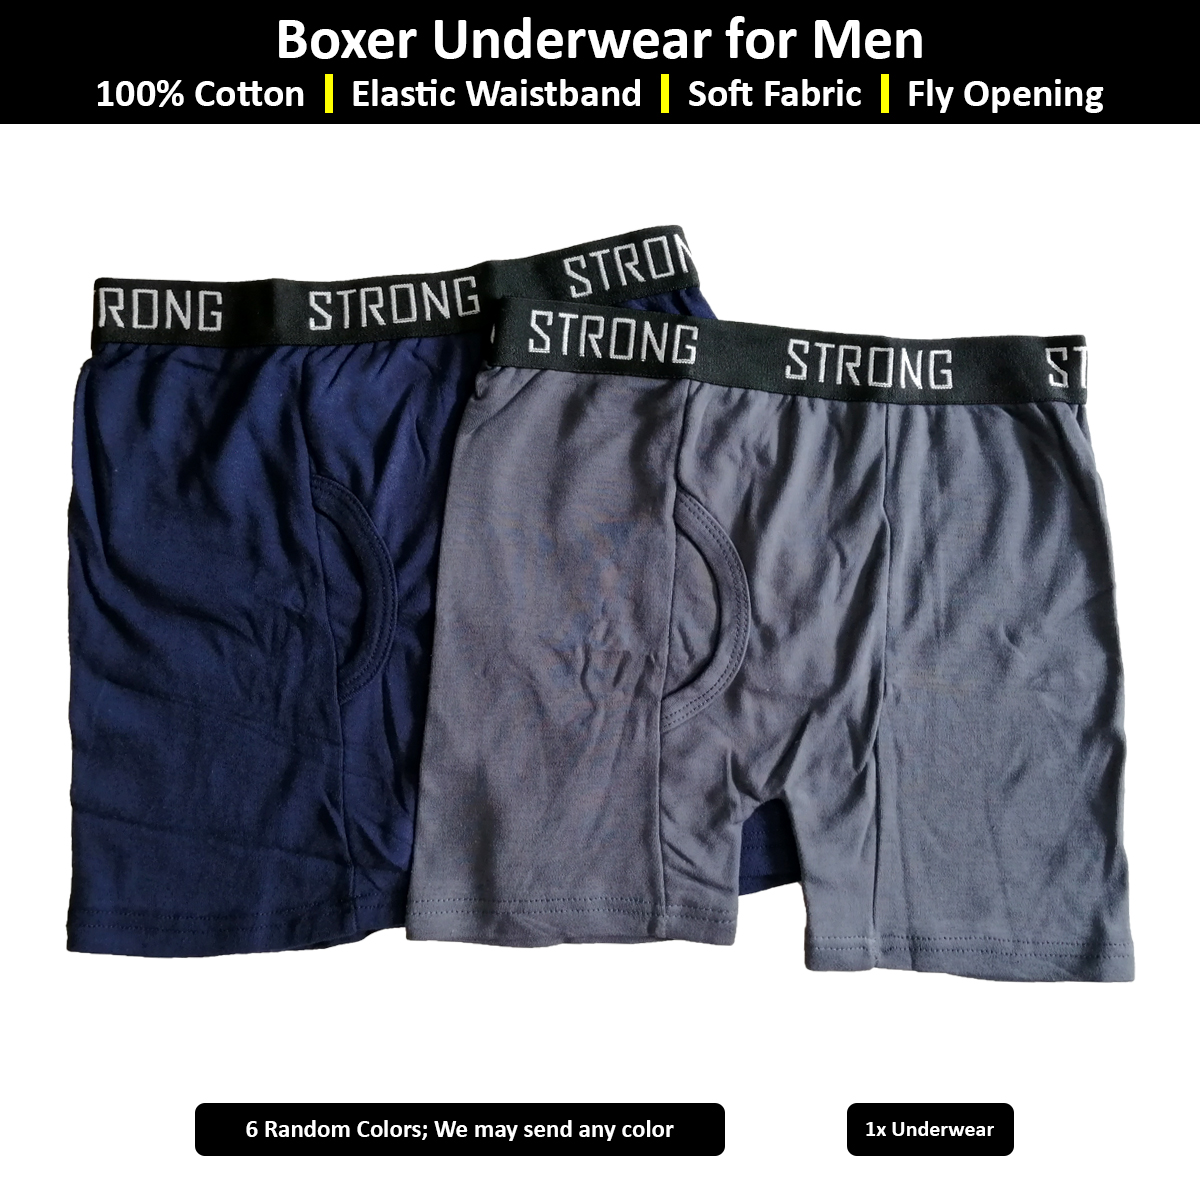 Boxer Underwear for Men
100% Cotton | Elastic Waistband | Soft Fabric | Fly Opening
RONG STRONG STRON
STRONG STRONG ST
6 Random Colors; We may send any color
1x Underwear